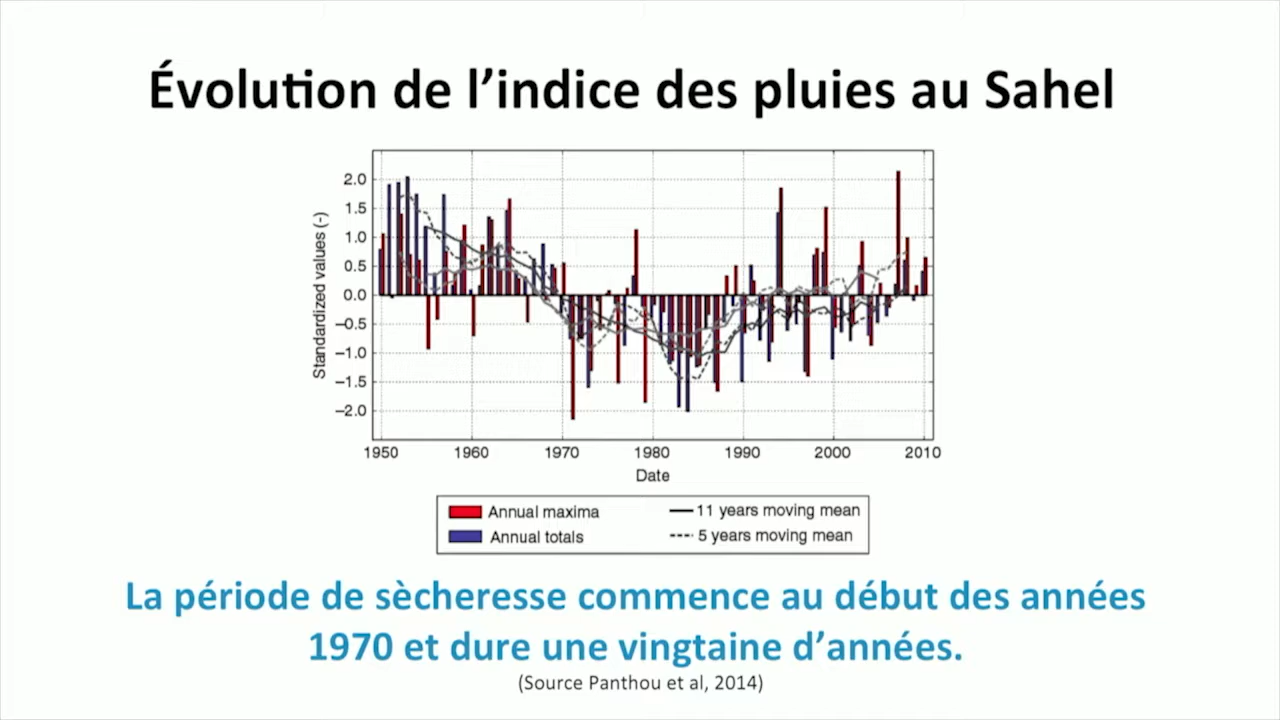 Évolution de l’indice des pluies au Sahel
2.0
1.5
1.0
0.5
0.0
−0.5
−1.0
−1.5
−2.0
Standardized values (-)
1950 1960 1970 1980 1990 2000 2010
Date
Annual maxima
Annual totals
11 years moving mean
5 years moving mean
La période de sècheresse commence au début des années
1970 et dure une vingtaine d’années.
(Source Panthou et al, 2014)